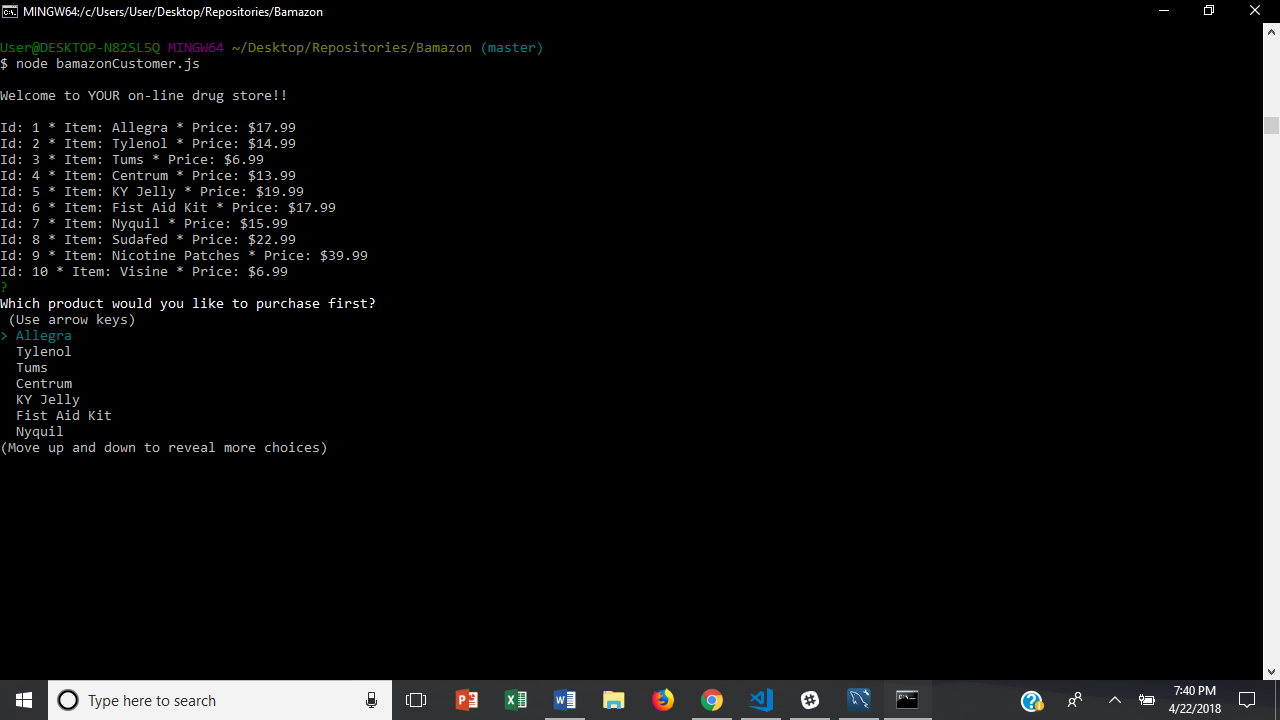 MINGW64:/c/Users/User/Desktop/Repositories/Bamazon
User@DESKTOP-N82SL5Q MINGW64 ~/Desktop/Repositories/Bamazon (master)
$ node bamazonCustomer.js
Welcome to YOUR on-line drug store!!
Id: 1 * Item: Allegra * Price: $17.99
Id: 2 * Item: Tylenol * Price: $14.99
Id: 3 * Item: Tums * Price: $6.99
Id: 4 * Item: Centrum * Price: $13.99
Id: 5 * Item: KY Jelly * Price: $19.99
Id: 6 * Item: Fist Aid Kit * Price: $17.99
Id: 7 * Item: Nyquil * Price: $15.99
Id: 8 * Item: Sudafed * Price: $22.99
Id: 9 * Item: Nicotine Patches * Price: $39.99
Id: 10 * Item: Visine * Price: $6.99
?
Which product would you like to purchase first?
(Use arrow keys)
> Allegra
Tylenol
Tums
Centrum
KY Jelly
Fist Aid Kit
Nyquil
(Move up and down to reveal more choices)
Type here to search
7:40 PM
4/22/2018